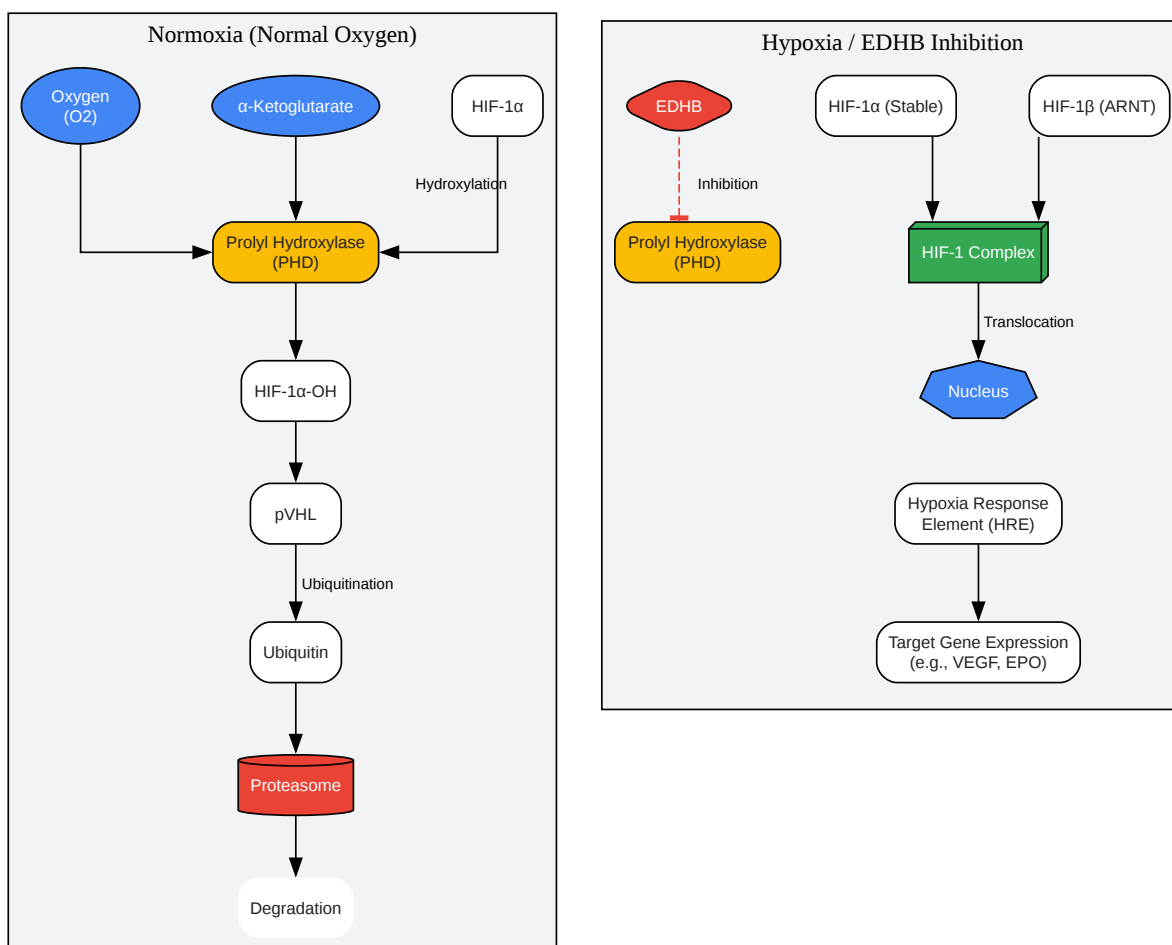 Normoxia (Normal Oxygen)
Oxygen
(O2)
α-Ketoglutarate
HIF-1α
Hydroxylation
Prolyl Hydroxylase
(PHD)
HIF-1α-OH
pVHL
Ubiquitination
Ubiquitin
Proteasome
Degradation
Hypoxia / EDHB Inhibition
EDHB
HIF-1α (Stable)
HIF-1β (ARNT)
Inhibition
Prolyl Hydroxylase
(PHD)
HIF-1 Complex
Translocation
Nucleus
Hypoxia Response
Element (HRE)
Target Gene Expression
(e.g., VEGF, EPO)